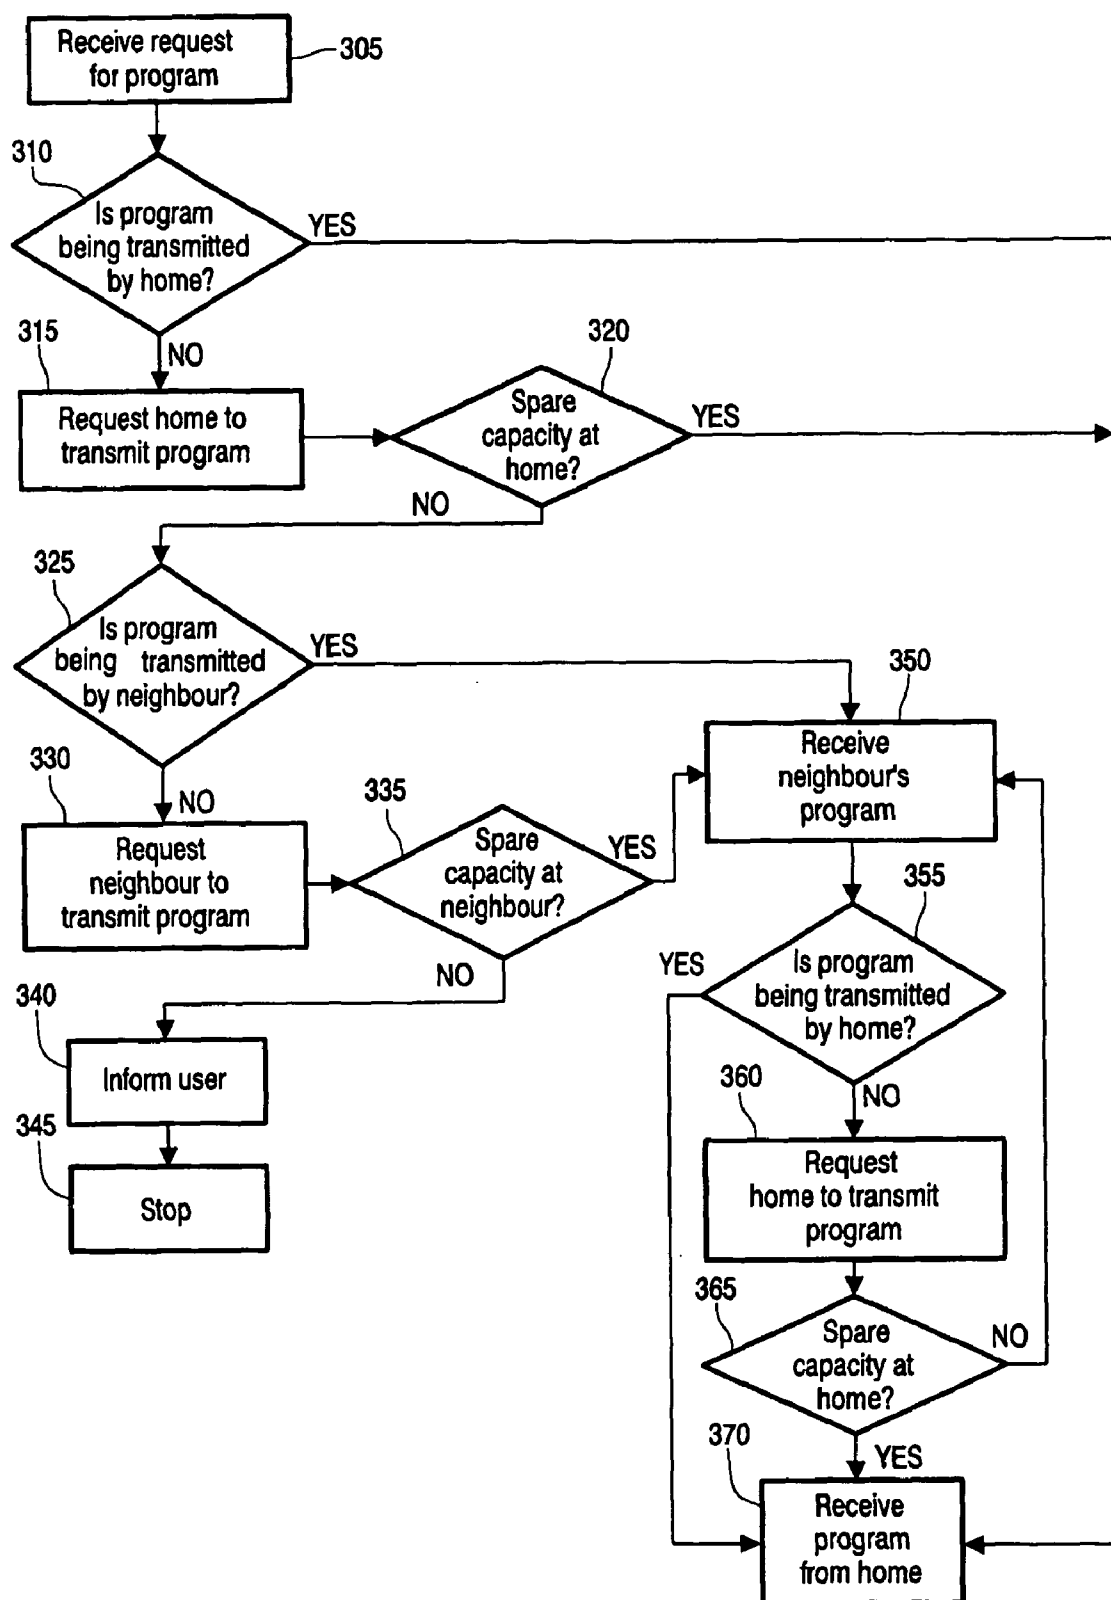 Receive request
for program
305
310
Is program
being transmitted
by home?
YES
NO
315
Request home to
transmit program
320
Spare
capacity at
home?
YES
NO
325
Is program
being transmitted
by neighbour?
YES
NO
330
Request
neighbour to
transmit program
335
Spare
capacity at
neighbour?
YES
NO
340
Inform user
345
Stop
350
Receive
neighbour's
program
355
Is program
being transmitted
by home?
YES
NO
360
Request
home to transmit
program
365
Spare
capacity at
home?
NO
YES
370
Receive
program
from home